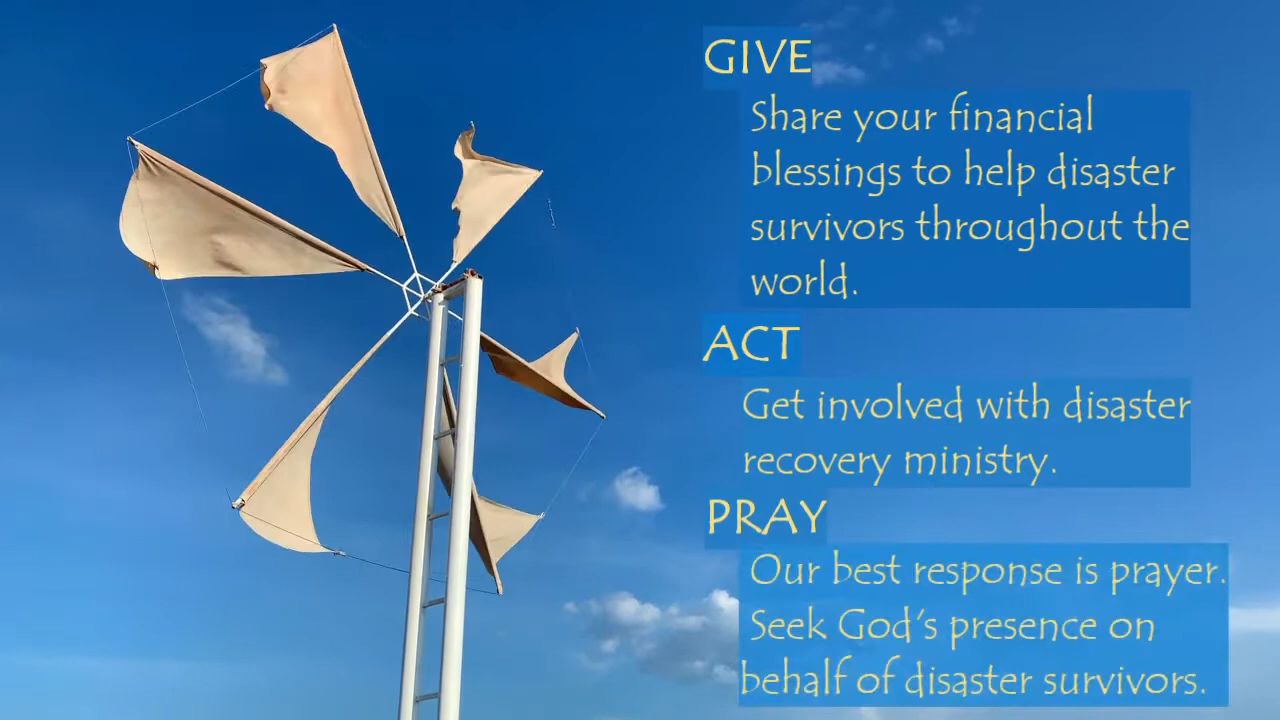 GIVE
Share your financial
blessings to help disaster
survivors throughout the
world.
ACT
Get involved with disaster
recovery ministry.
PRAY
Our best response is prayer.
Seek God's presence on
behalf of disaster survivors.